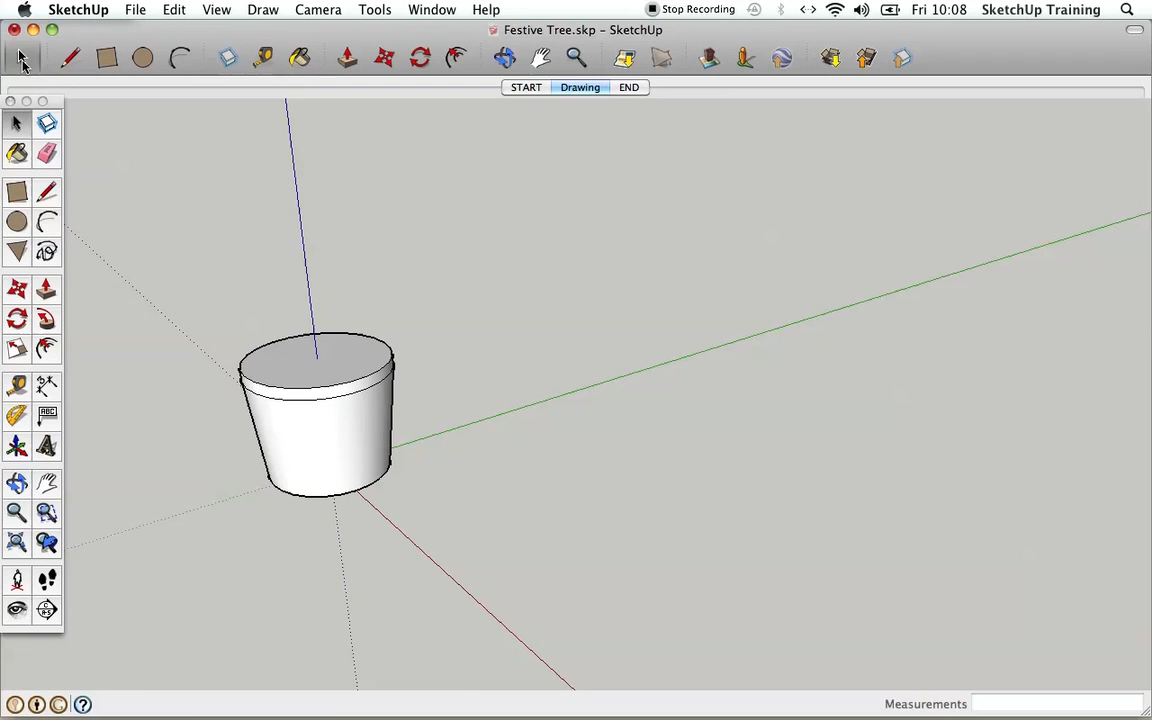 SketchUp File Edit View Draw Camera Tools Window Help Stop Recording Fri 10:08 SketchUp Training
Festive Tree.skp – SketchUp
START Drawing END
ABC
A
Measurements
?